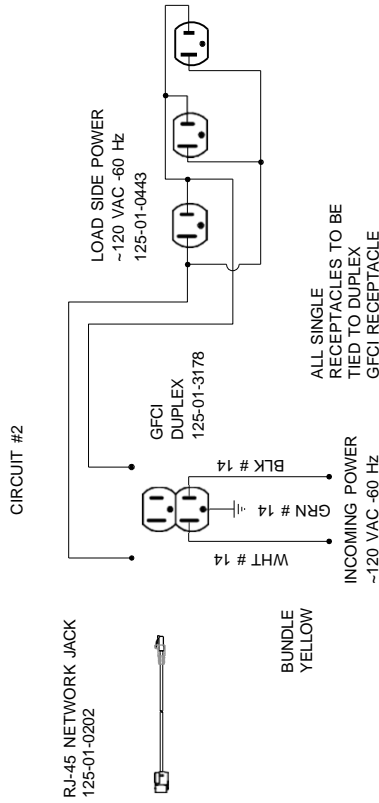 CIRCUIT #2
RJ-45 NETWORK JACK
125-01-0202
BUNDLE
YELLOW
GFCI
DUPLEX
125-01-3178
WHT # 14
GRN # 14
BLK # 14
INCOMING POWER
~120 VAC -60 Hz
LOAD SIDE POWER
~120 VAC -60 Hz
125-01-0443
ALL SINGLE
RECEPTACLES TO BE
TIED TO DUPLEX
GFCI RECEPTACLE